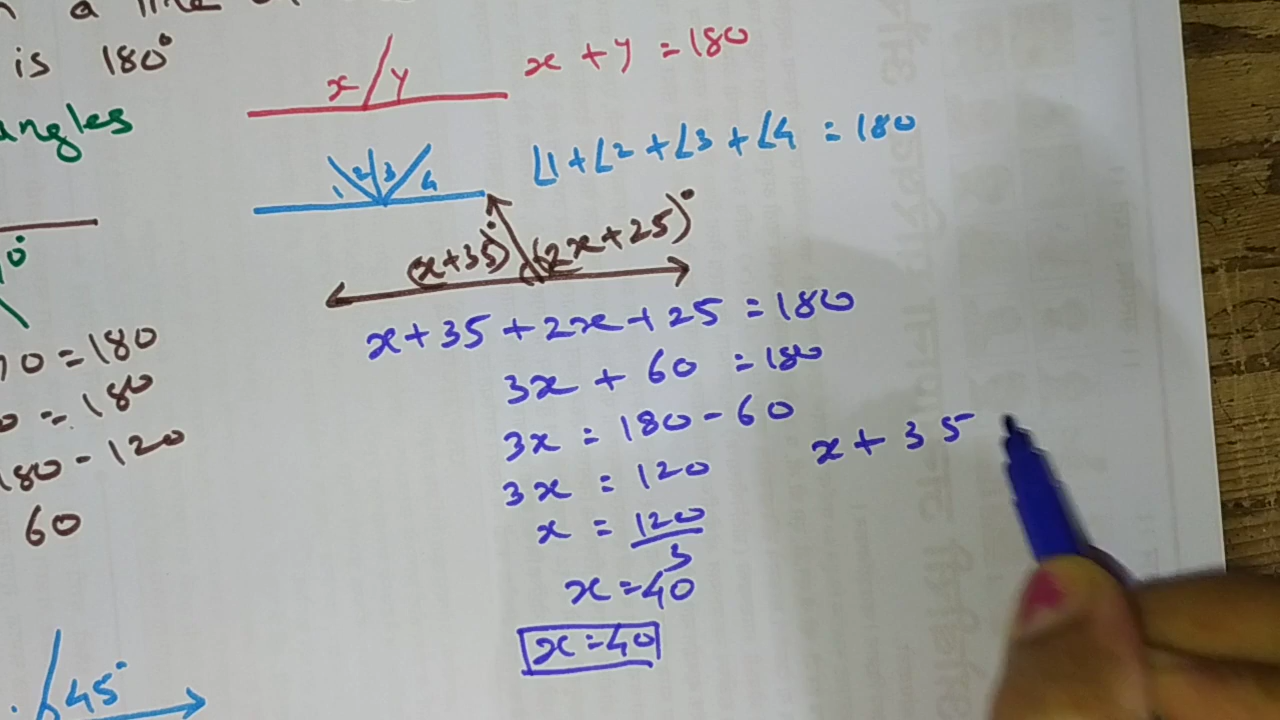 is 180°
angles
x y x + y = 180
1 2 3 4 ∠1+∠2+∠3+∠4 = 180
(x+35)° (2x+25)°
x+35+2x+25 = 180
3x + 60 = 180
3x = 180-60
3x = 120
x = 120/3
x=40
x=40
x+35
0°
70 =180
0 = 180
180 - 120
60
45°